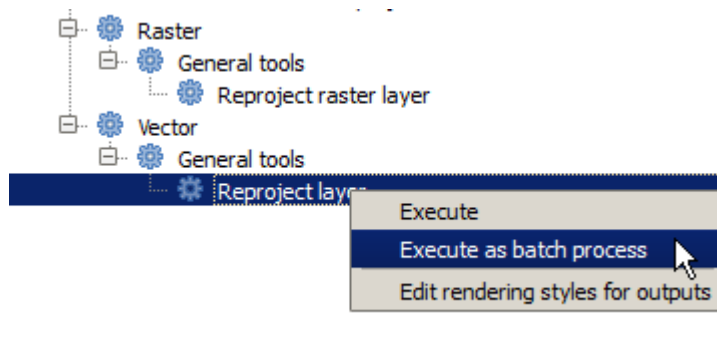 Raster
General tools
Reproject raster layer
Vector
General tools
Reproject layer
Execute
Execute as batch process
Edit rendering styles for outputs